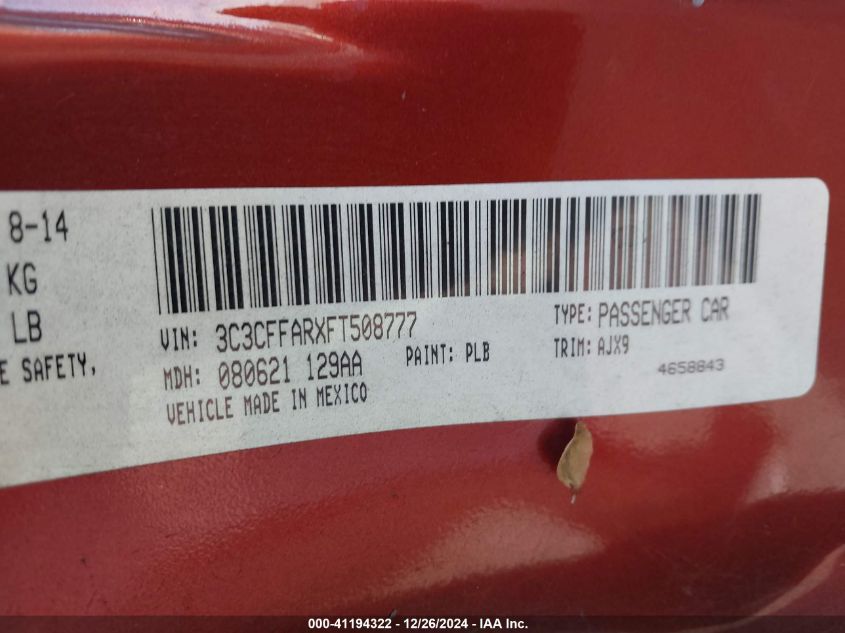 8-14
KG
LB
E SAFETY,
VIN: 3C3CFFARXFT508777
TYPE: PASSENGER CAR
MDH: 080621 129AA
PAINT: PLB
TRIM: AJX9
4658843
VEHICLE MADE IN MEXICO
000-41194322 - 12/26/2024 - IAA Inc.